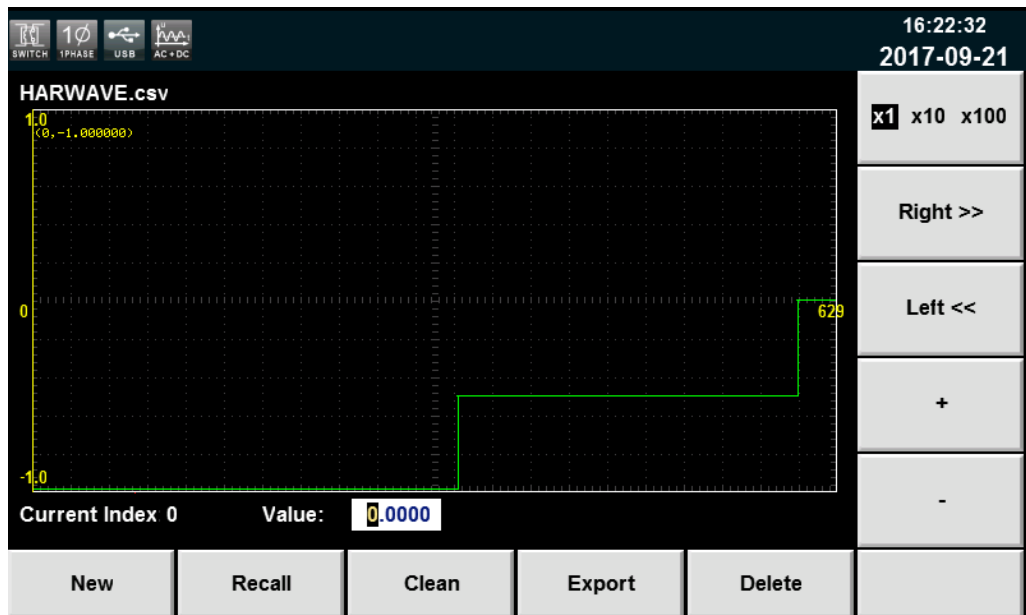 SWITCH 1Ø 1PHASE USB U AC+DC
16:22:32
2017-09-21
HARWAVE.csv
1.0
(0,-1.000000)
0
629
-1.0
Current Index: 0 Value: 0.0000
x1 x10 x100
Right >>
Left <<
+
-
New Recall Clean Export Delete